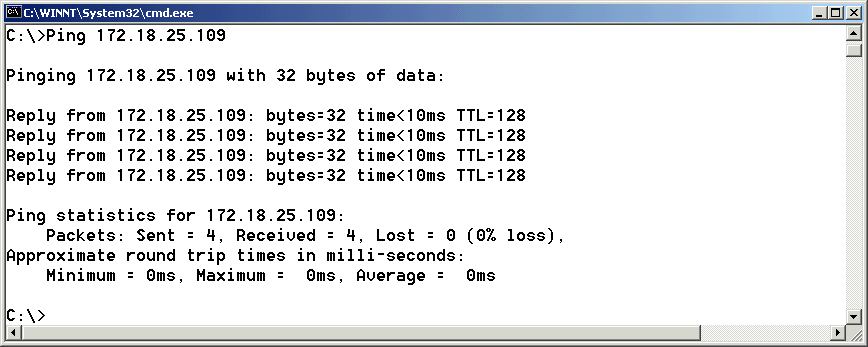 C:\WINNT\System32\cmd.exe
C:\>Ping 172.18.25.109
Pinging 172.18.25.109 with 32 bytes of data:
Reply from 172.18.25.109: bytes=32 time<10ms TTL=128
Reply from 172.18.25.109: bytes=32 time<10ms TTL=128
Reply from 172.18.25.109: bytes=32 time<10ms TTL=128
Reply from 172.18.25.109: bytes=32 time<10ms TTL=128
Ping statistics for 172.18.25.109:
    Packets: Sent = 4, Received = 4, Lost = 0 (0% loss),
Approximate round trip times in milli-seconds:
    Minimum = 0ms, Maximum =  0ms, Average =  0ms
C:\>